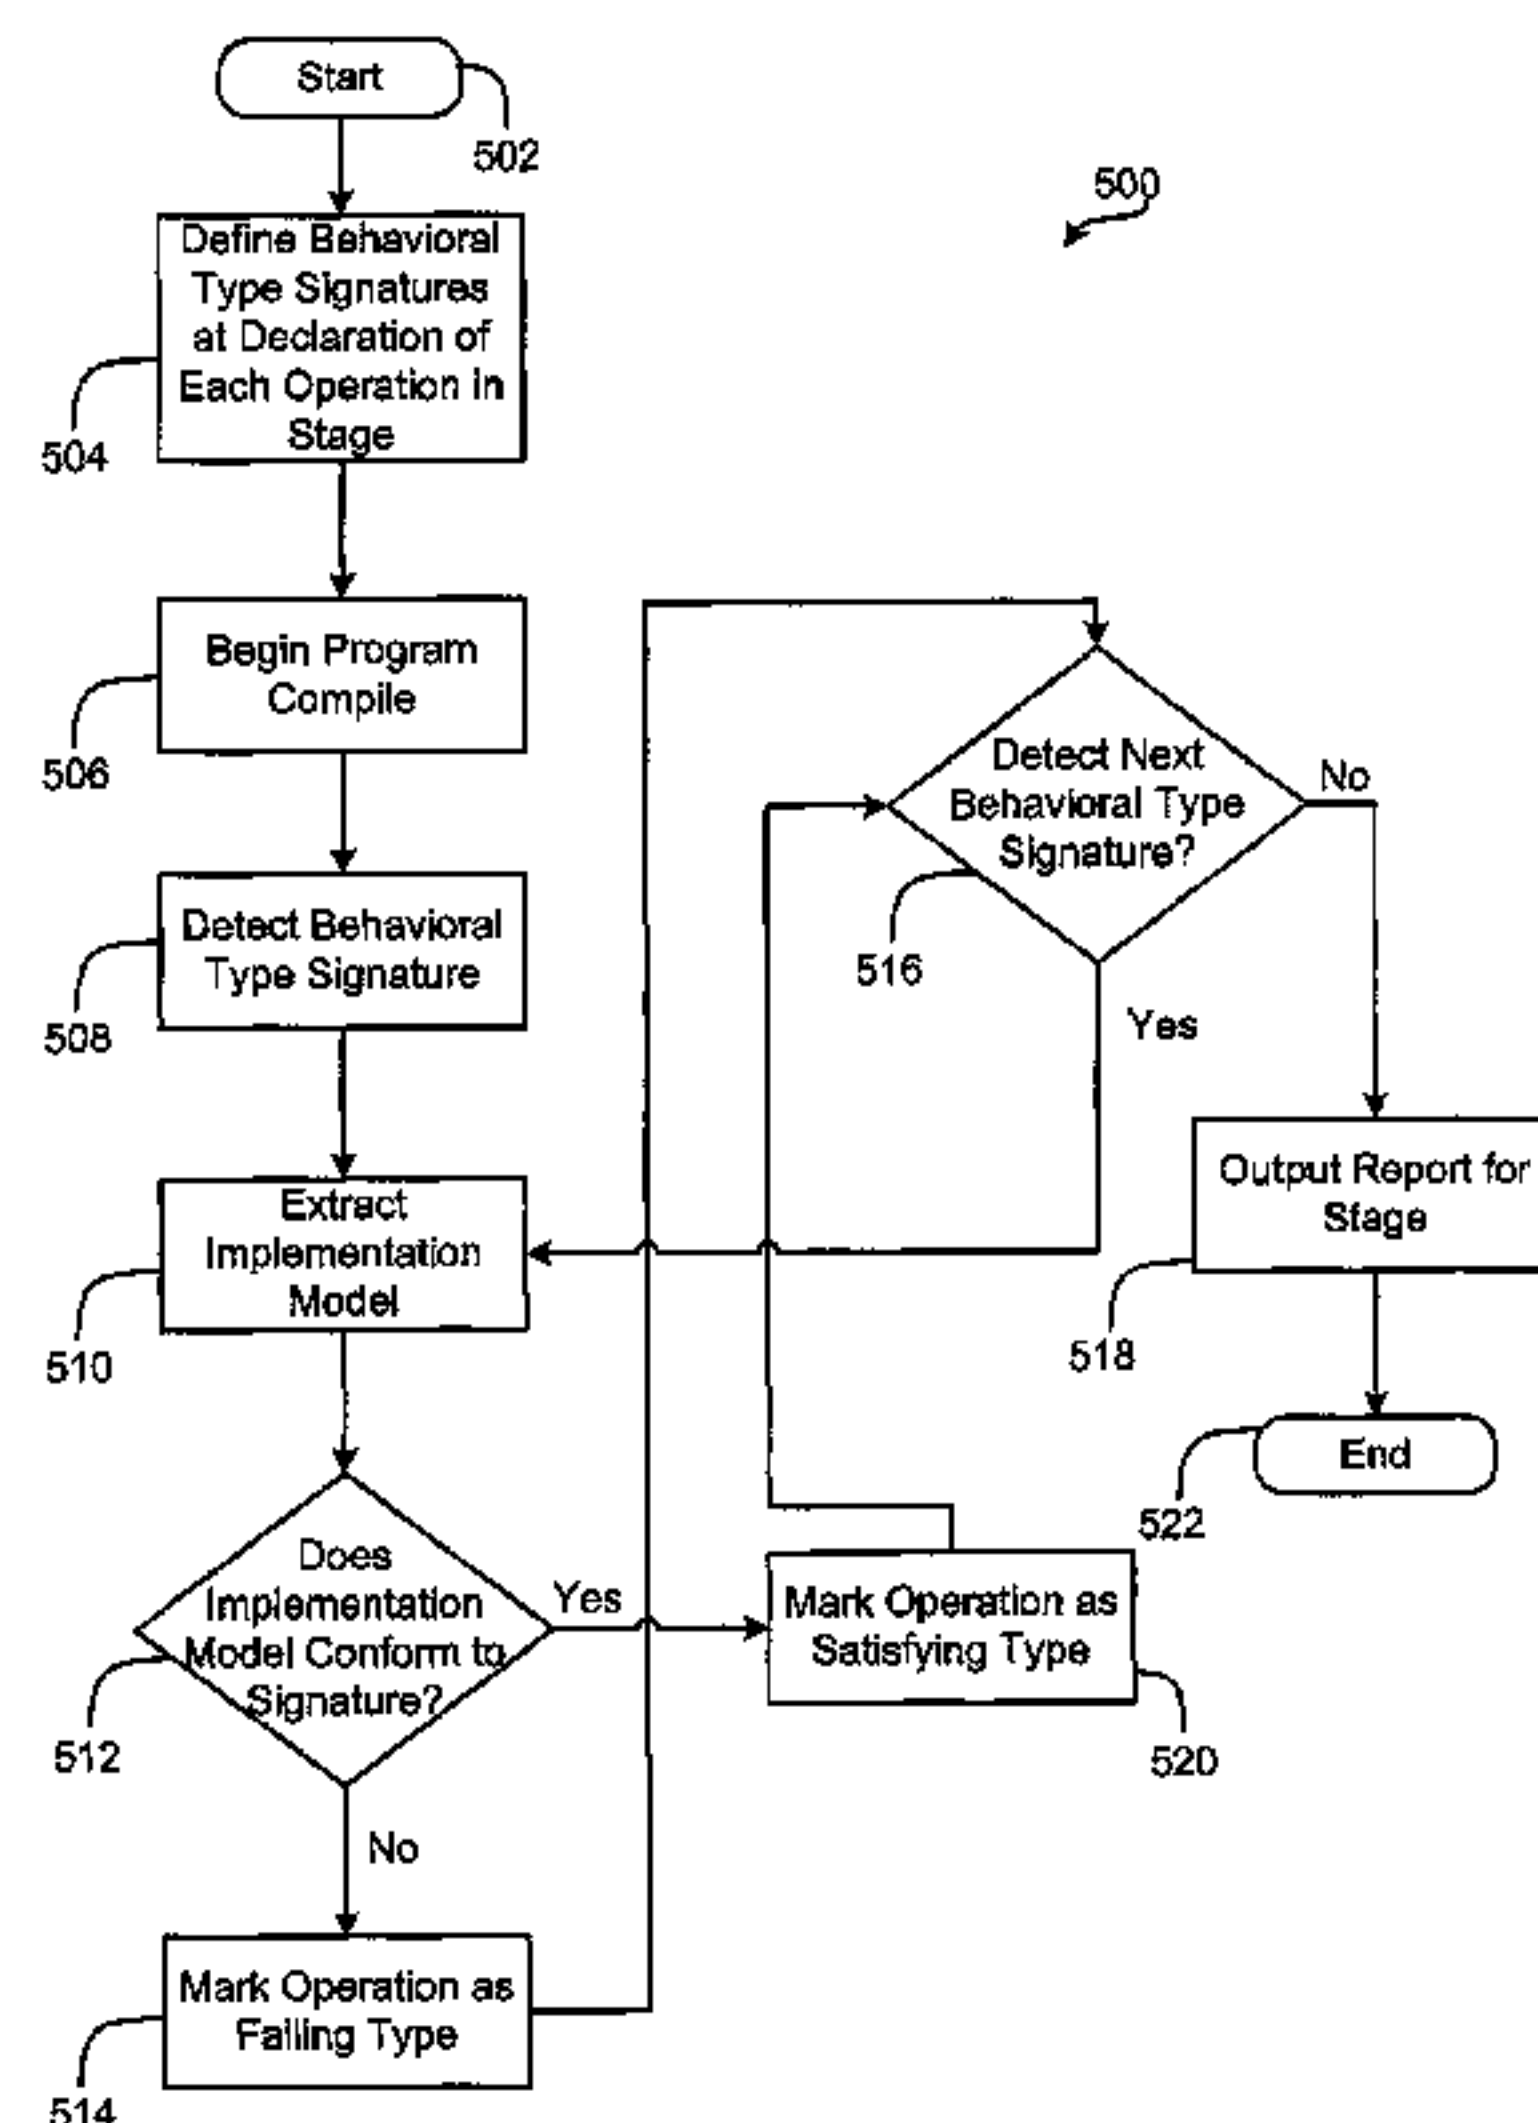 Start
502
500
Define Behavioral
Type Signatures
at Declaration of
Each Operation in
Stage
504
Begin Program
Compile
506
Detect Behavioral
Type Signature
508
Extract
Implementation
Model
510
Does
Implementation
Model Conform to
Signature?
512
Yes
No
Mark Operation as
Failing Type
514
Detect Next
Behavioral Type
Signature?
516
No
Yes
Output Report for
Stage
518
End
522
Mark Operation as
Satisfying Type
520